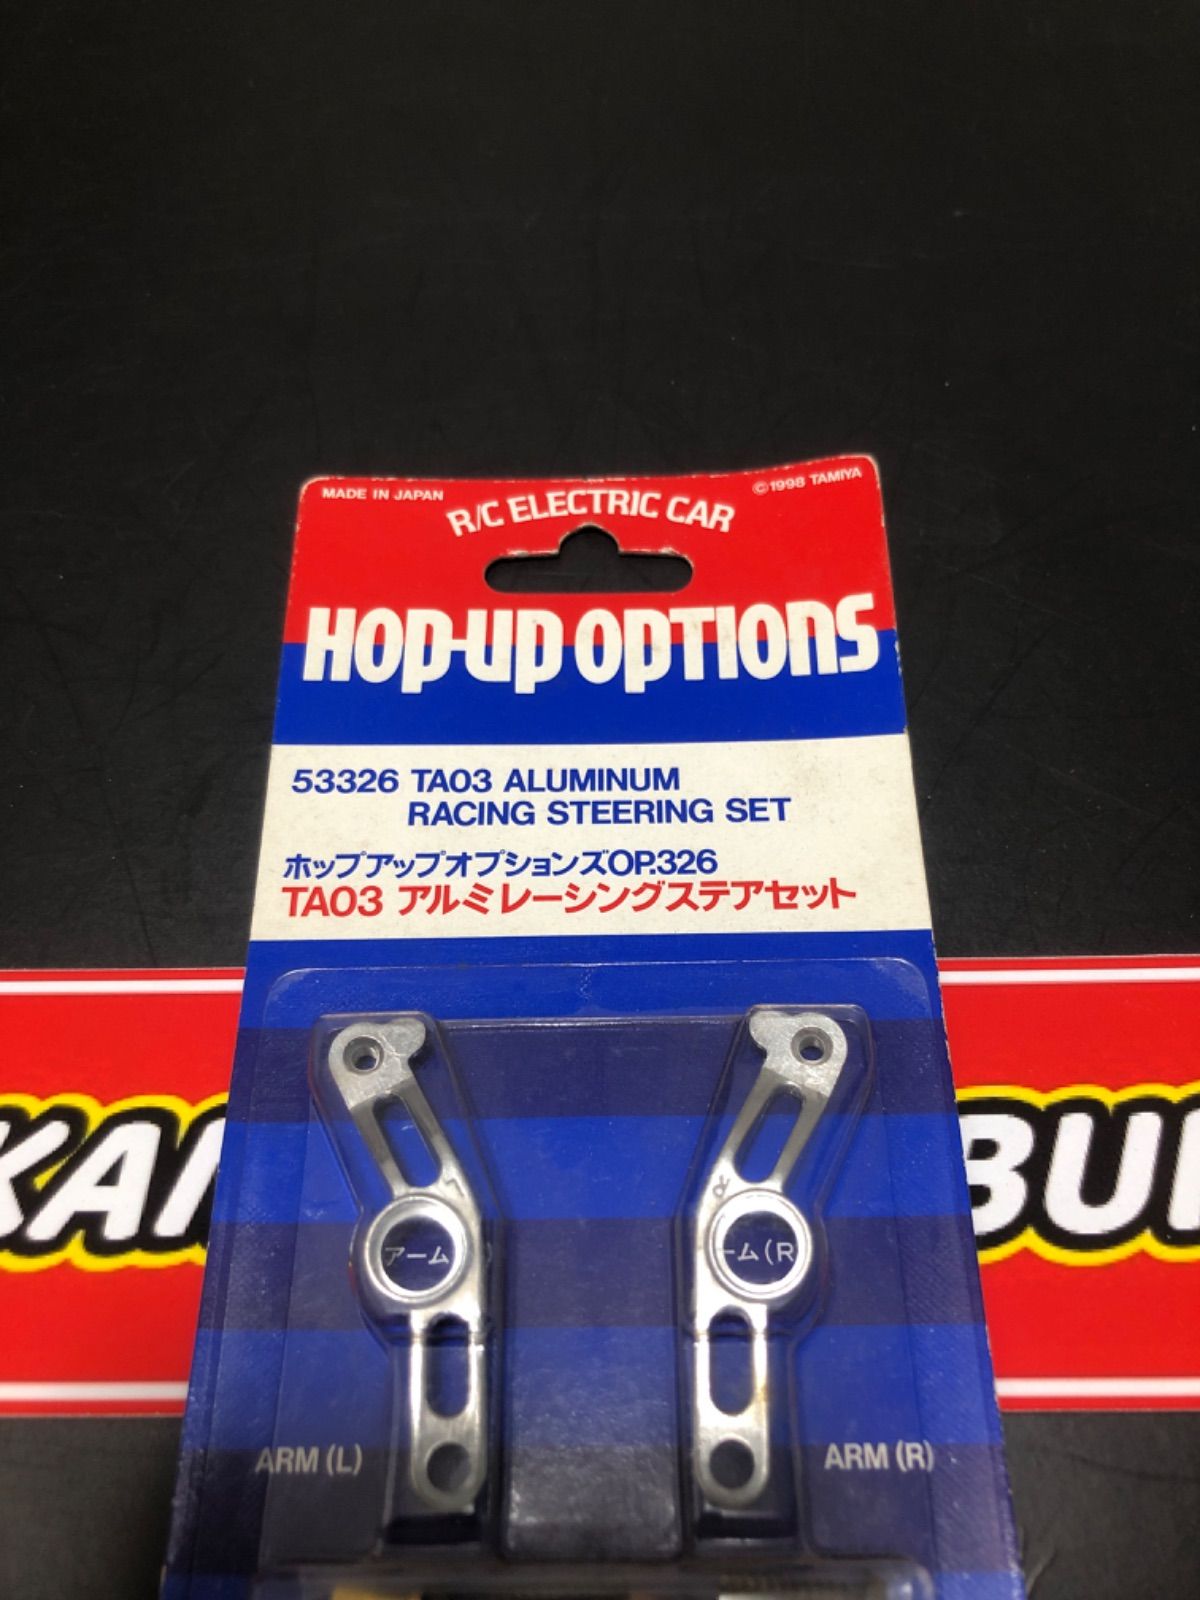 MADE IN JAPAN
©1998 TAMIYA
R/C ELECTRIC CAR
HOP-UP OPTIONS
53326 TA03 ALUMINUM
RACING STEERING SET
ホップアップオプションズOP.326
TA03 アルミレーシングステアセット
アーム
ーム(R
ARM (L)
ARM (R)